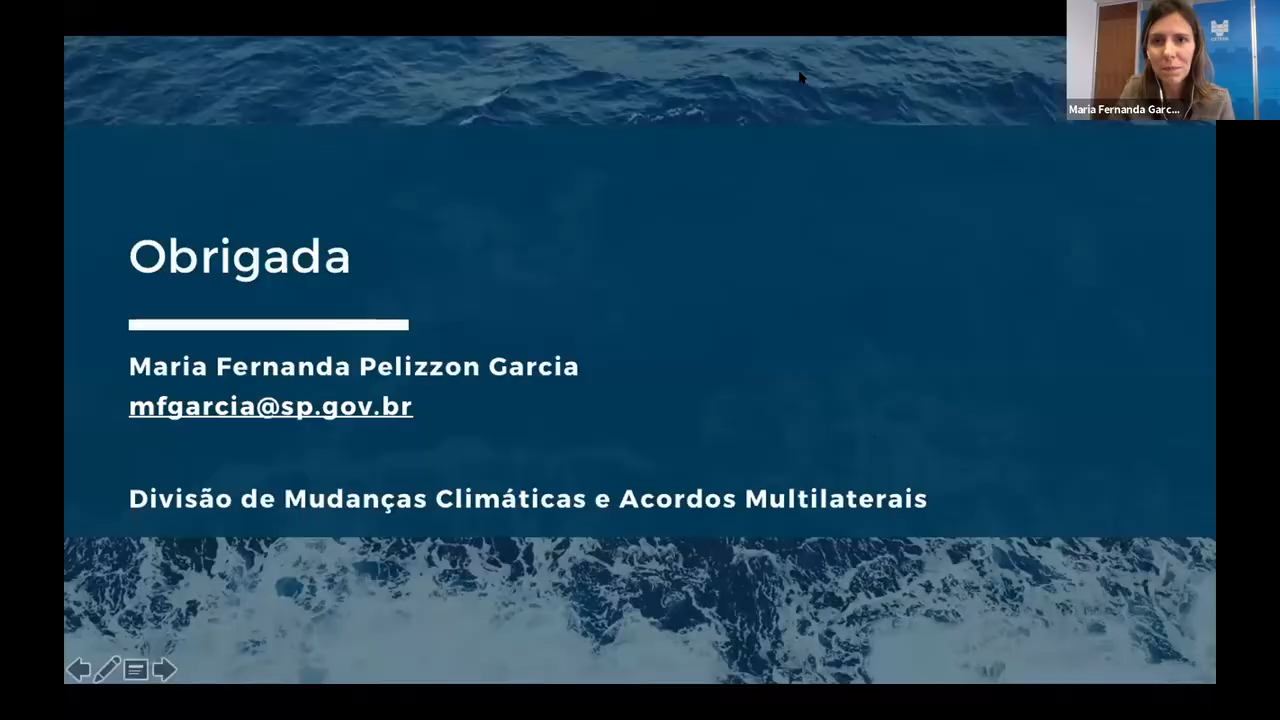 Maria Fernanda Garc...
Obrigada
Maria Fernanda Pelizzon Garcia
mfgarcia@sp.gov.br
Divisão de Mudanças Climáticas e Acordos Multilaterais